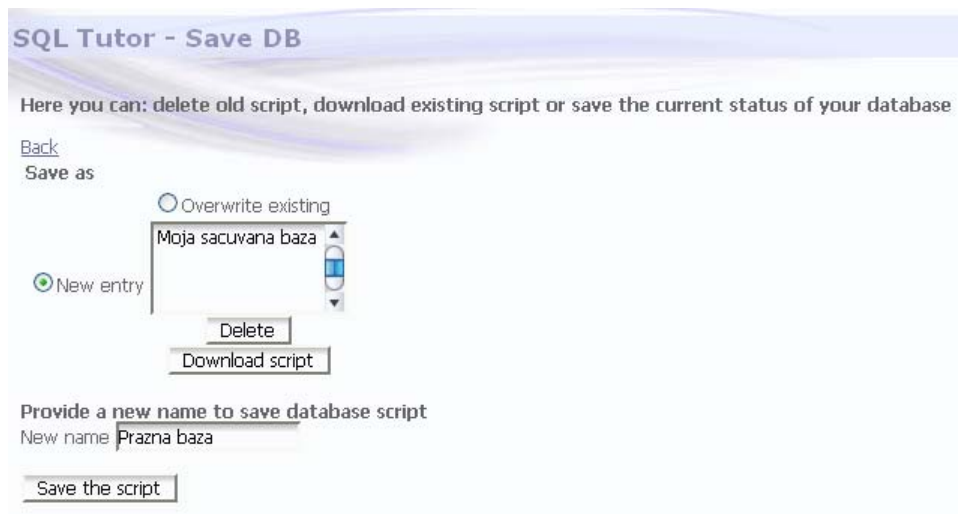 SQL Tutor - Save DB
Here you can: delete old script, download existing script or save the current status of your database
Back
Save as
Overwrite existing
Moja sacuvana baza
New entry
Delete
Download script
Provide a new name to save database script
New name Prazna baza
Save the script